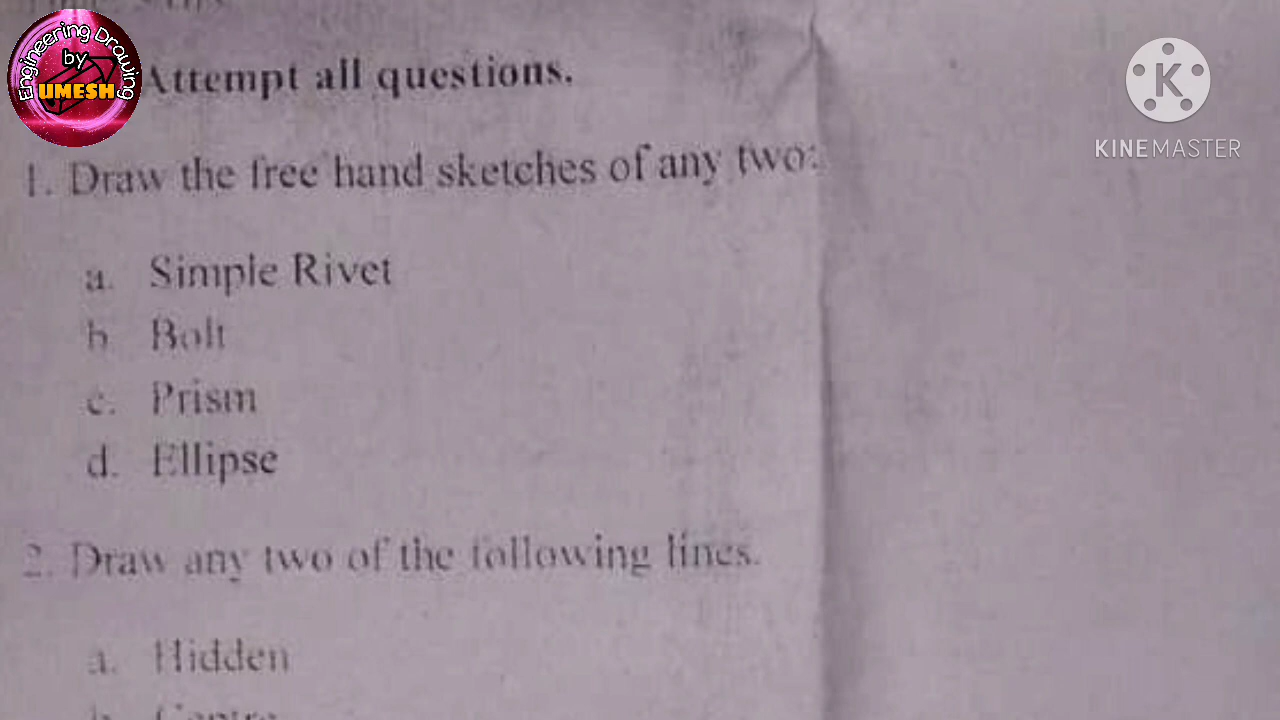 Engineering Drawing
by
UMESH
Attempt all questions.
K
KINEMASTER
1. Draw the free hand sketches of any two:
a. Simple Rivet
b. Bolt
c. Prism
d. Ellipse
2. Draw any two of the following lines.
a. Hidden
b. Centre